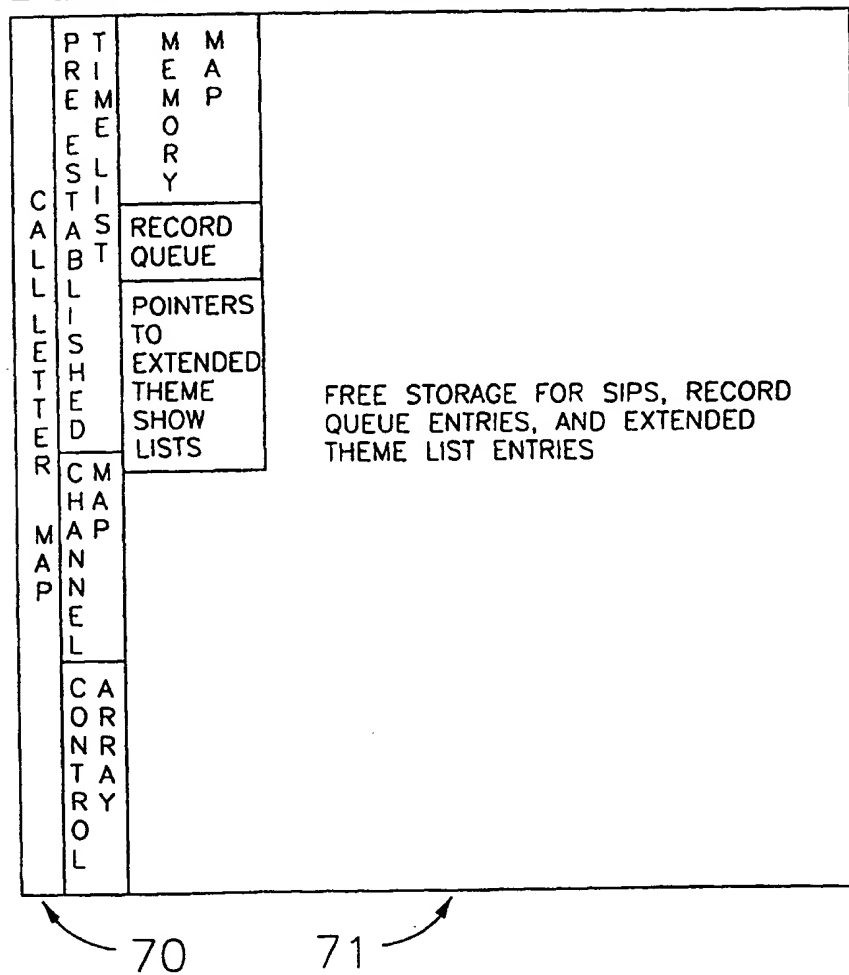 CALL LETTER MAP
PRE ESTABLISHED
TIME LIST
CHANNEL
MAP
CONTROL
ARRAY
MEMORY
MAP
RECORD
QUEUE
POINTERS
TO
EXTENDED
THEME
SHOW
LISTS
FREE STORAGE FOR SIPS, RECORD
QUEUE ENTRIES, AND EXTENDED
THEME LIST ENTRIES
70
71